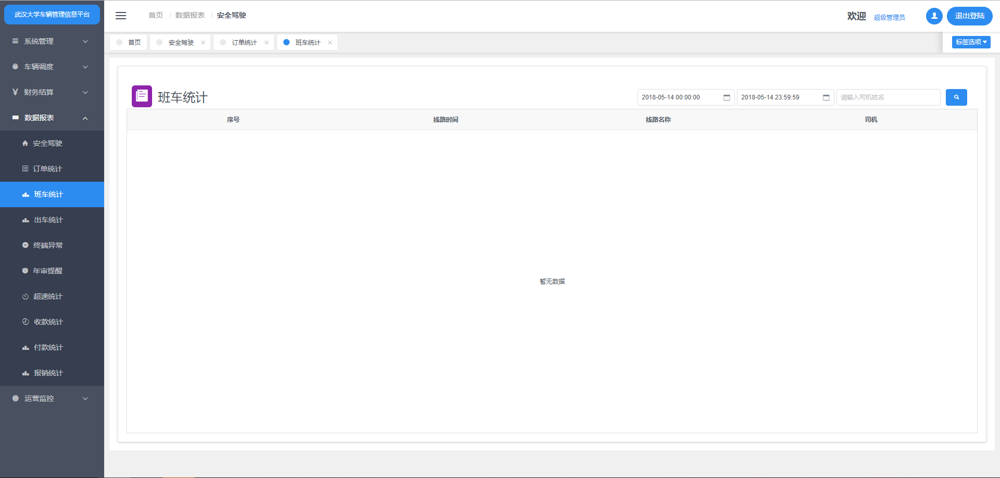 武汉大学车辆管理信息平台
系统管理
车辆调度
财务结算
数据报表
安全驾驶
订单统计
班车统计
出车统计
终端异常
年审提醒
超速统计
收款统计
付款统计
报销统计
运营监控
首页 / 数据报表 / 安全驾驶
欢迎 超级管理员 退出登陆
首页 安全驾驶 订单统计 班车统计 标签选项
班车统计
2018-05-14 00:00:00 2018-05-14 23:59:59 请输入司机姓名
序号 线路时间 线路名称 司机
暂无数据